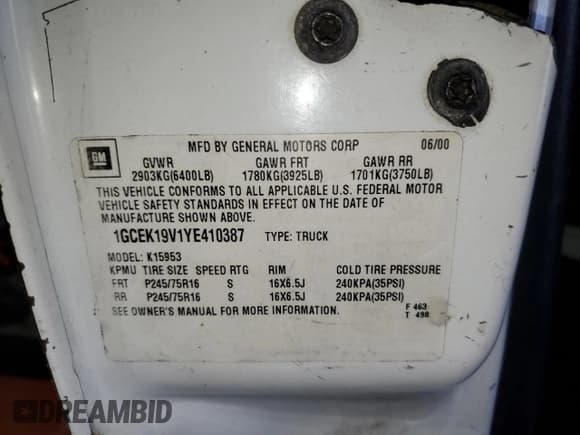 GM
MFD BY GENERAL MOTORS CORP 06/00
GVWR GAWR FRT GAWR RR
2903KG(6400LB) 1780KG(3925LB) 1701KG(3750LB)
THIS VEHICLE CONFORMS TO ALL APPLICABLE U.S. FEDERAL MOTOR
VEHICLE SAFETY STANDARDS IN EFFECT ON THE DATE OF
MANUFACTURE SHOWN ABOVE.
1GCEK19V1YE410387 TYPE: TRUCK
MODEL: K15953
KPMU TIRE SIZE SPEED RTG RIM COLD TIRE PRESSURE
FRT P245/75R16 S 16X6.5J 240KPA(35PSI)
RR P245/75R16 S 16X6.5J 240KPA(35PSI)
SEE OWNER'S MANUAL FOR MORE INFORMATION. F 463
T 498
DREAMBID